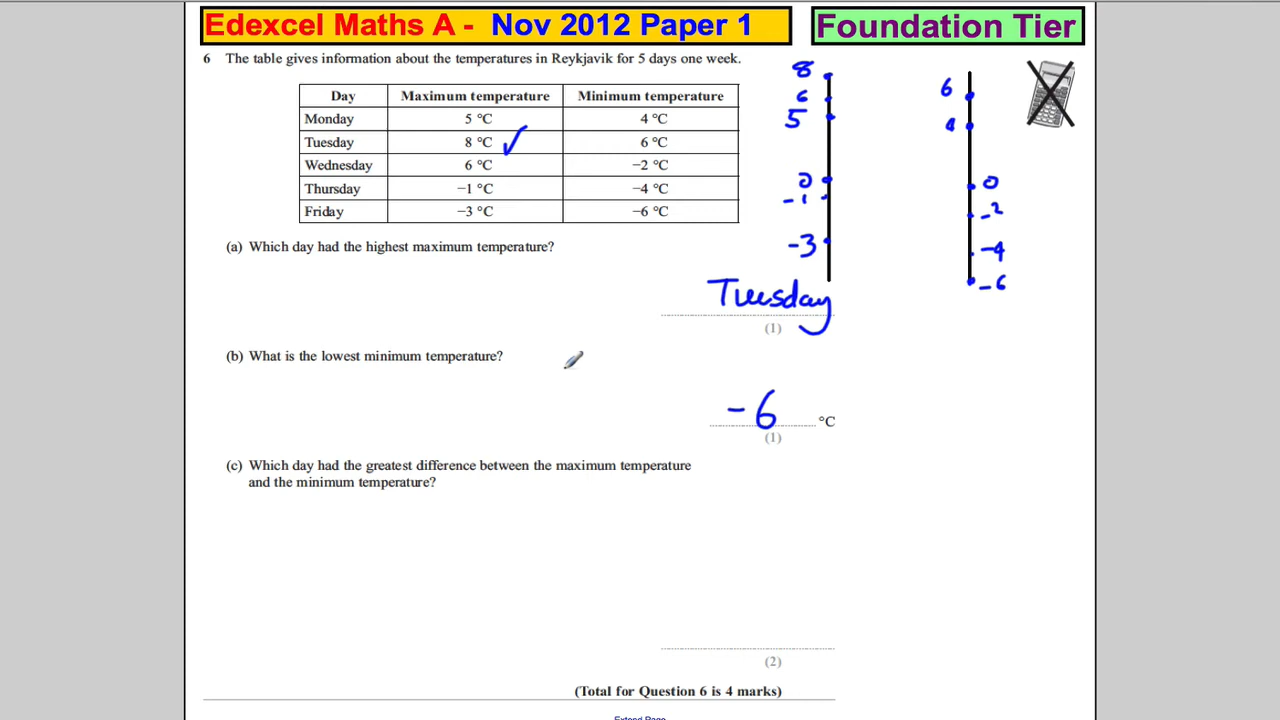 Edexcel Maths A - Nov 2012 Paper 1
Foundation Tier
6 The table gives information about the temperatures in Reykjavik for 5 days one week.
Day Maximum temperature Minimum temperature
Monday 5 °C 4 °C
Tuesday 8 °C 6 °C
Wednesday 6 °C −2 °C
Thursday −1 °C −4 °C
Friday −3 °C −6 °C
8
6
5
0
-1
-3
6
4
0
-2
-4
-6
(a) Which day had the highest maximum temperature?
Tuesday
(1)
(b) What is the lowest minimum temperature?
-6 °C
(1)
(c) Which day had the greatest difference between the maximum temperature
and the minimum temperature?
(2)
(Total for Question 6 is 4 marks)
Extend Page